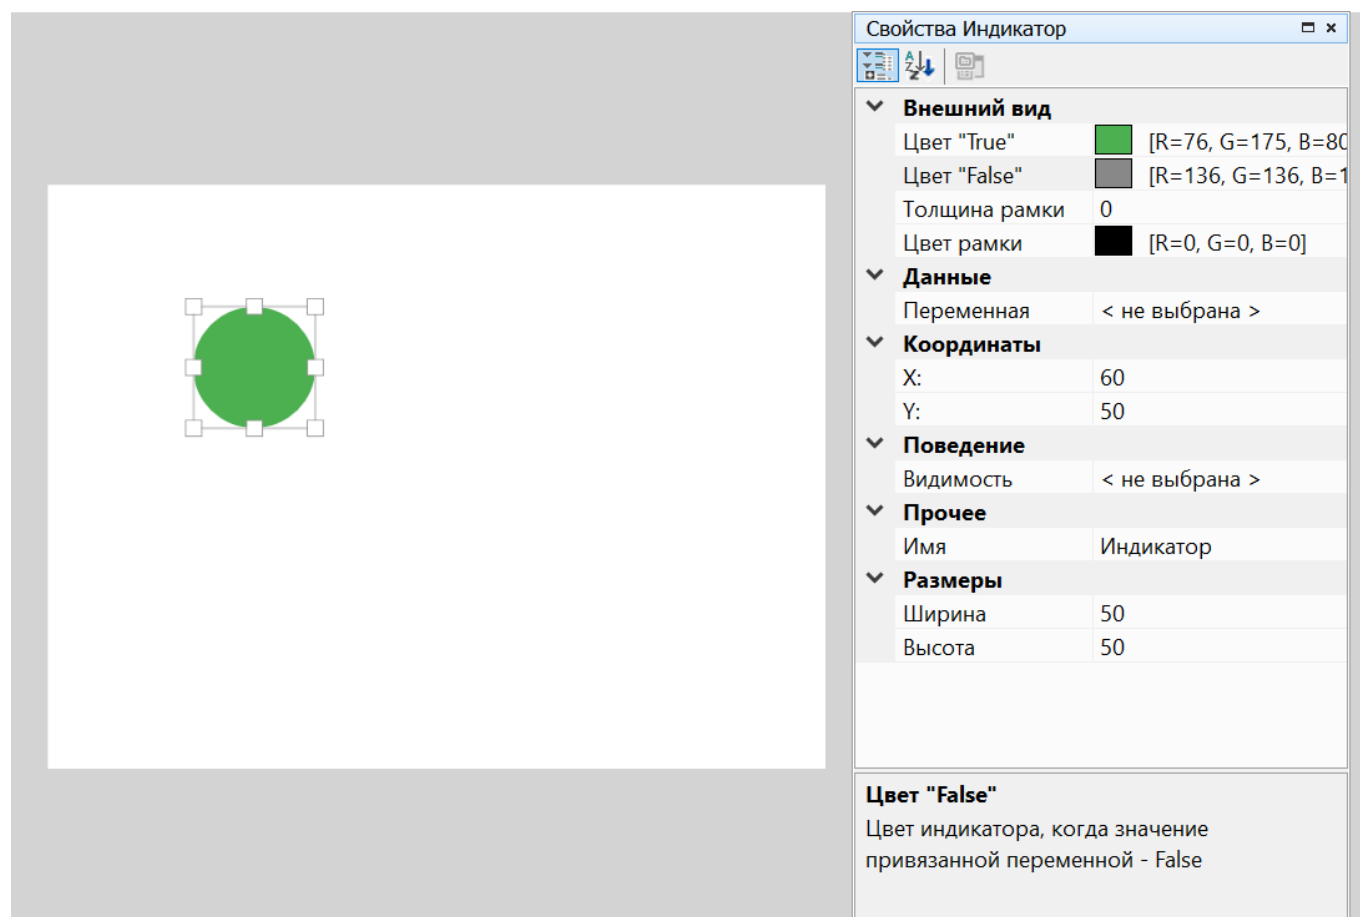 Свойства Индикатор
Внешний вид
Цвет "True" [R=76, G=175, B=80
Цвет "False" [R=136, G=136, B=1
Толщина рамки 0
Цвет рамки [R=0, G=0, B=0]
Данные
Переменная < не выбрана >
Координаты
X: 60
Y: 50
Поведение
Видимость < не выбрана >
Прочее
Имя Индикатор
Размеры
Ширина 50
Высота 50
Цвет "False"
Цвет индикатора, когда значение
привязанной переменной - False